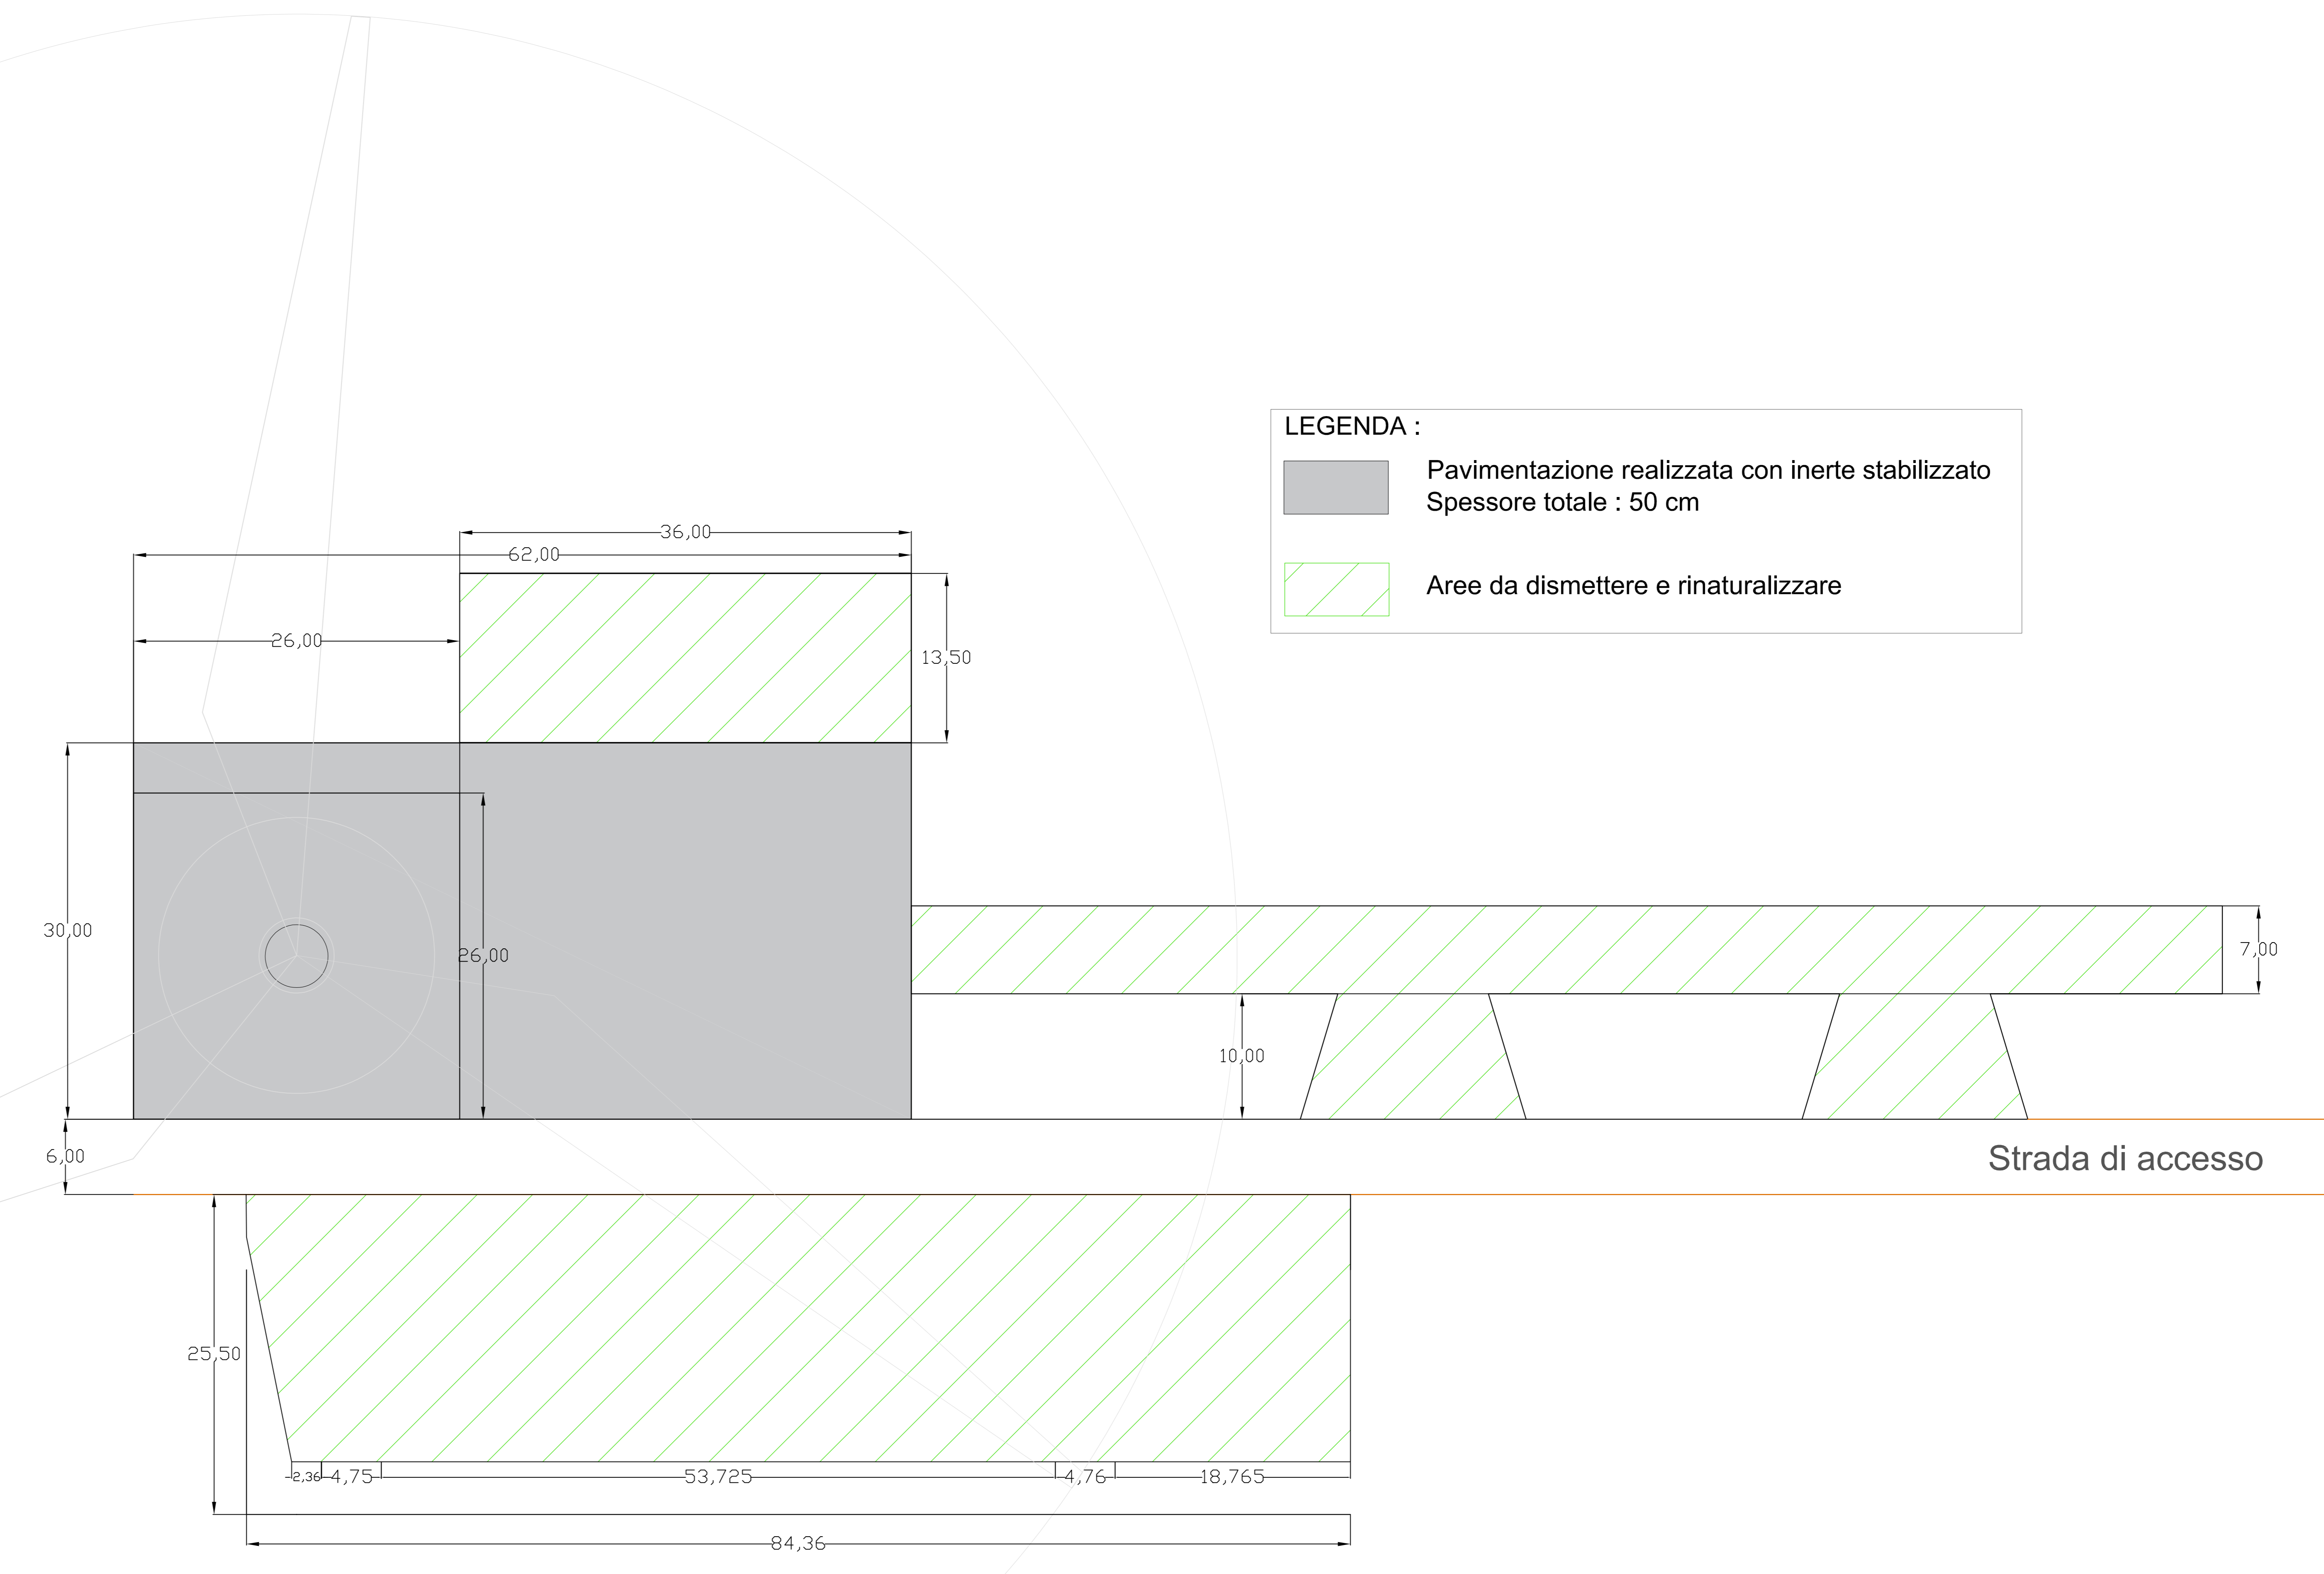 LEGENDA :
Pavimentazione realizzata con inerte stabilizzato
Spessore totale : 50 cm
Aree da dismettere e rinaturalizzare
36,00
62,00
26,00
13,50
30,00
26,00
7,00
10,00
6,00
Strada di accesso
25,50
2,36 4,75 53,725 4,76 18,765
84,36